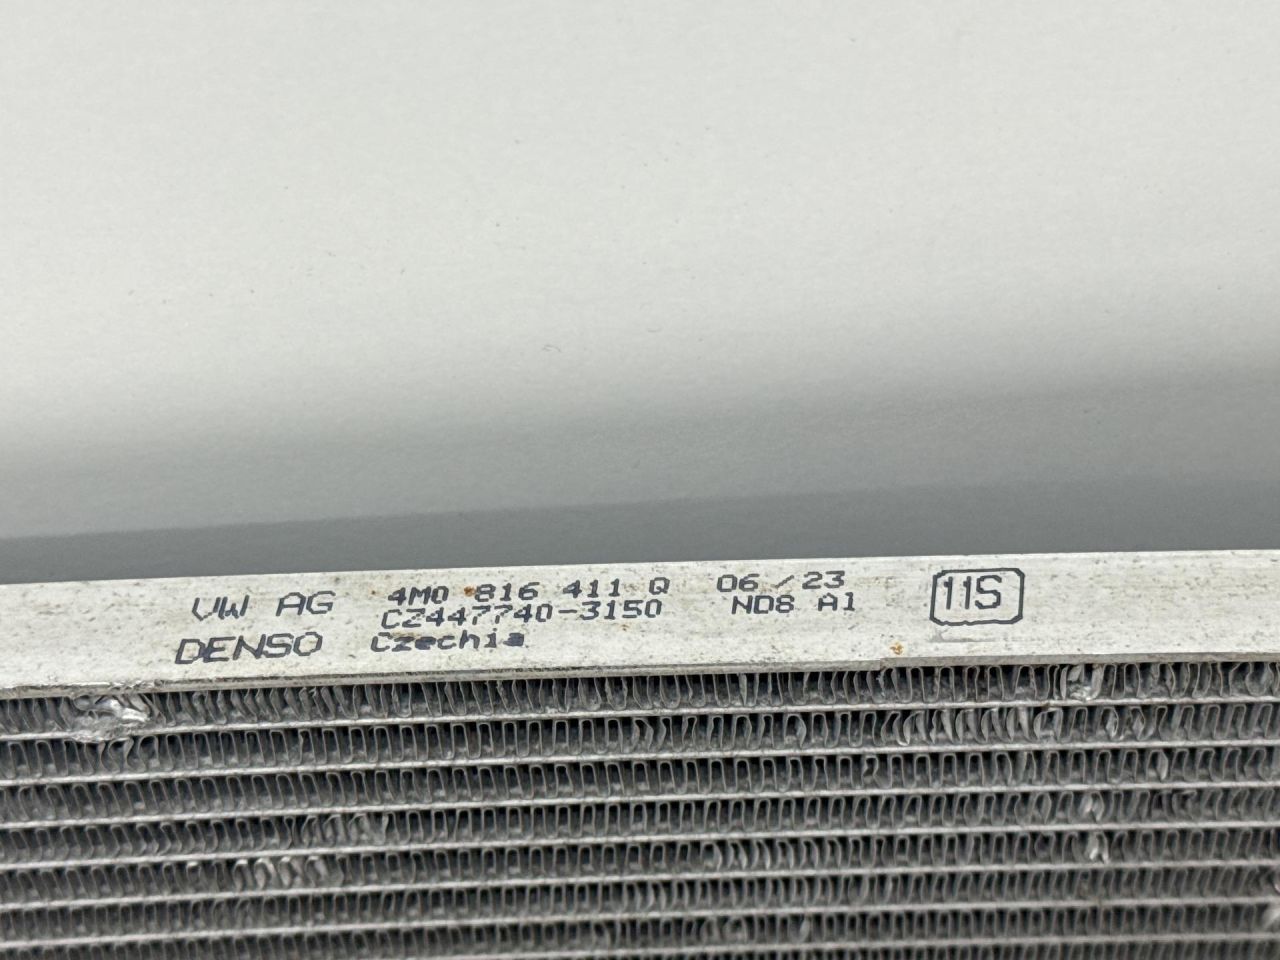 VW AG 4M0 816 411 Q 06/23 11S
CZ447740-3150 ND8 A1
DENSO Czechia